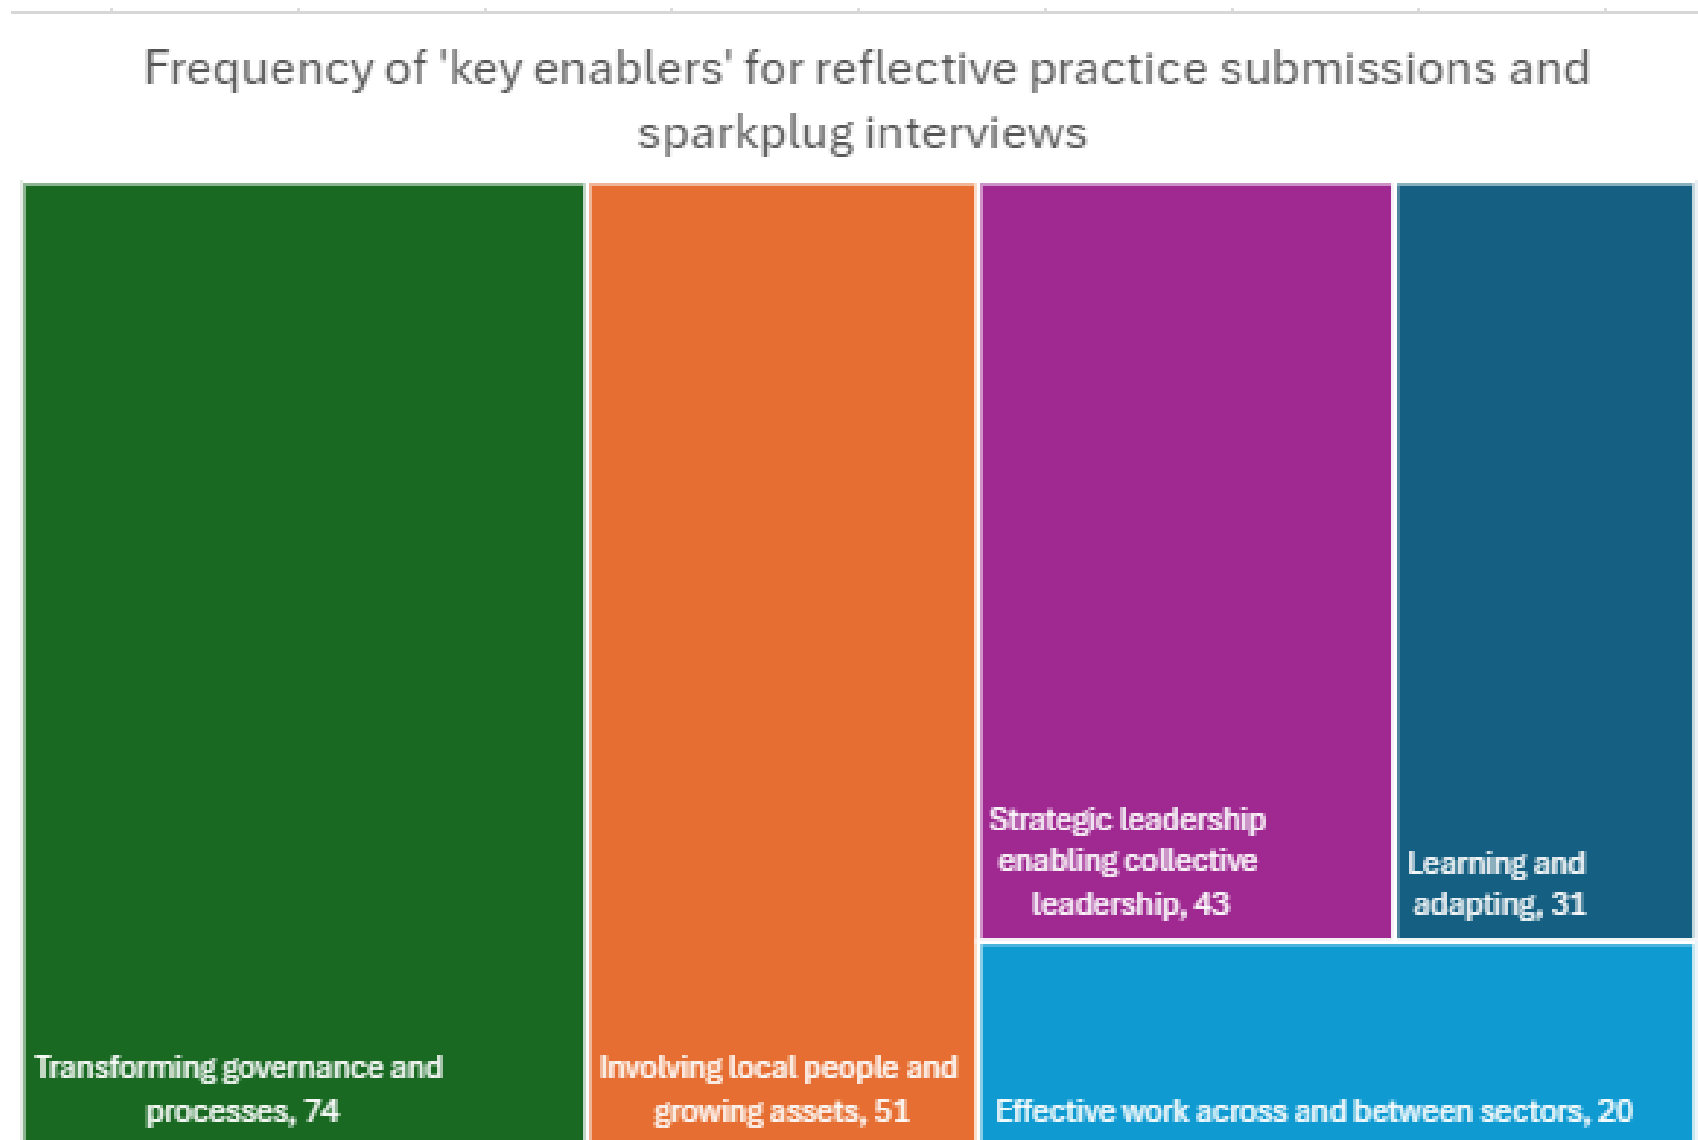 Frequency of 'key enablers' for reflective practice submissions and
sparkplug interviews
Transforming governance and
processes, 74
Involving local people and
growing assets, 51
Strategic leadership
enabling collective
leadership, 43
Learning and
adapting, 31
Effective work across and between sectors, 20